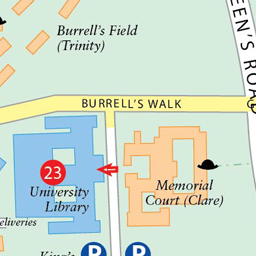 Burrell's Field
(Trinity)
BURRELL'S WALK
EEN'S ROAD
23
University
Library
Memorial
Court (Clare)
eliveries
King's
P
P